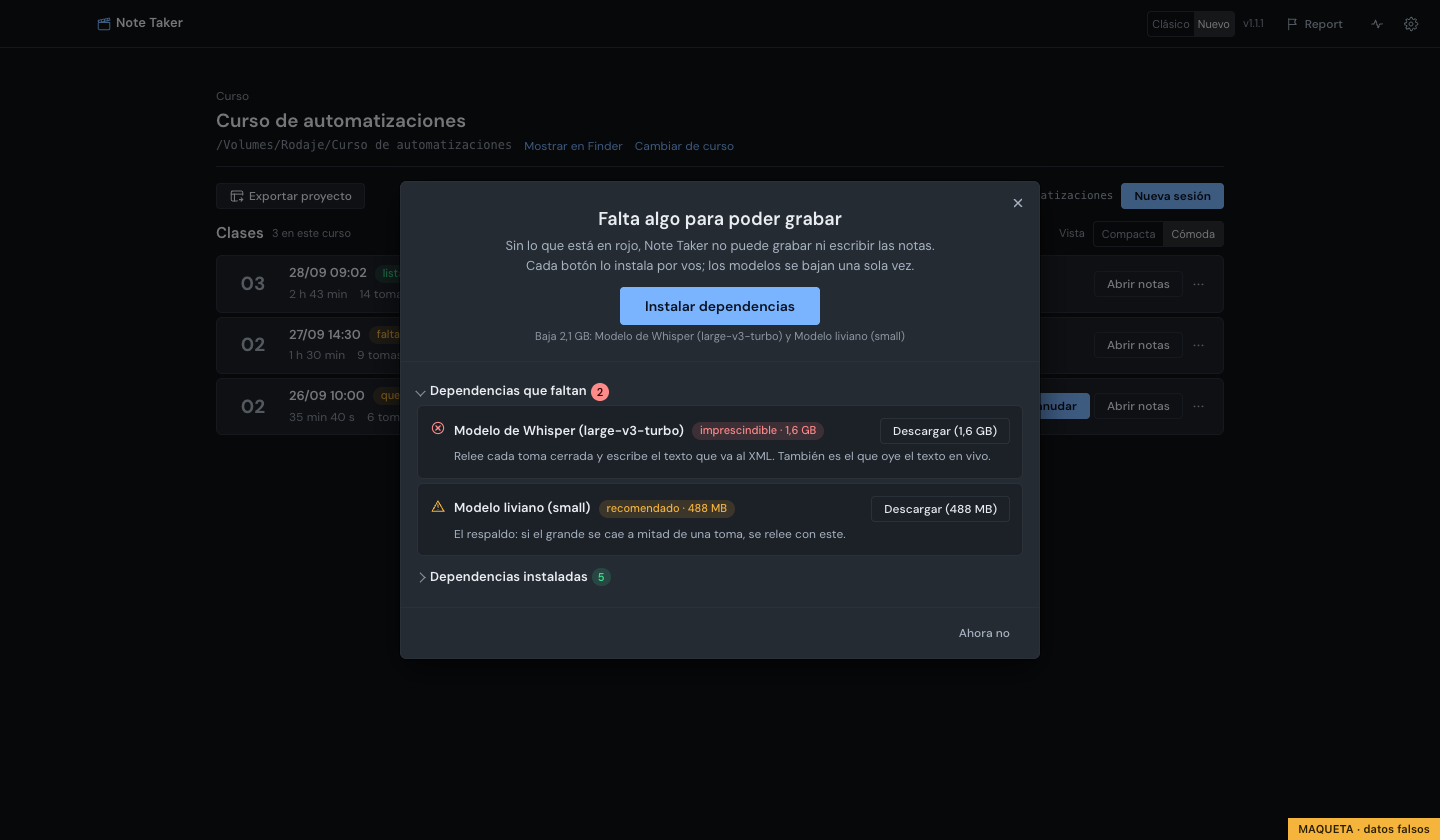 Note Taker
Clásico Nuevo v1.1.1 Report
Curso
Curso de automatizaciones
/Volumes/Rodaje/Curso de automatizaciones Mostrar en Finder Cambiar de curso
Exportar proyecto
Nueva sesión
Clases 3 en este curso
Vista Compacta Cómoda
03 28/09 09:02
2 h 43 min 14
Abrir notas ...
02 27/09 14:30 falta
1 h 30 min 9 tomas
Abrir notas ...
02 26/09 10:00
35 min 40 s 6
Abrir notas ...
Falta algo para poder grabar
Sin lo que está en rojo, Note Taker no puede grabar ni escribir las notas.
Cada botón lo instala por vos; los modelos se bajan una sola vez.
Instalar dependencias
Baja 2,1 GB: Modelo de Whisper (large-v3-turbo) y Modelo liviano (small)
Dependencias que faltan 2
Modelo de Whisper (large-v3-turbo) imprescindible · 1,6 GB Descargar (1,6 GB)
Relee cada toma cerrada y escribe el texto que va al XML. También es el que oye el texto en vivo.
Modelo liviano (small) recomendado · 488 MB Descargar (488 MB)
El respaldo: si el grande se cae a mitad de una toma, se relee con este.
Dependencias instaladas 5
Ahora no
MAQUETA · datos falsos